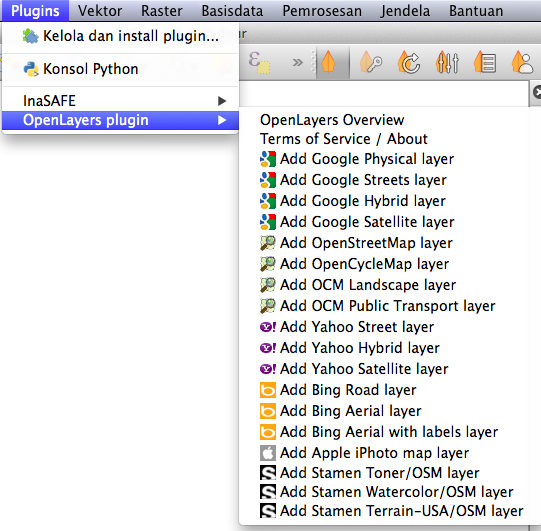 Plugins Vektor Raster Basisdata Pemrosesan Jendela Bantuan
Kelola dan install plugin...
ur
Konsol Python
InaSAFE
OpenLayers plugin
OpenLayers Overview
Terms of Service / About
Add Google Physical layer
Add Google Streets layer
Add Google Hybrid layer
Add Google Satellite layer
Add OpenStreetMap layer
Add OpenCycleMap layer
Add OCM Landscape layer
Add OCM Public Transport layer
Add Yahoo Street layer
Add Yahoo Hybrid layer
Add Yahoo Satellite layer
Add Bing Road layer
Add Bing Aerial layer
Add Bing Aerial with labels layer
Add Apple iPhoto map layer
Add Stamen Toner/OSM layer
Add Stamen Watercolor/OSM layer
Add Stamen Terrain-USA/OSM layer